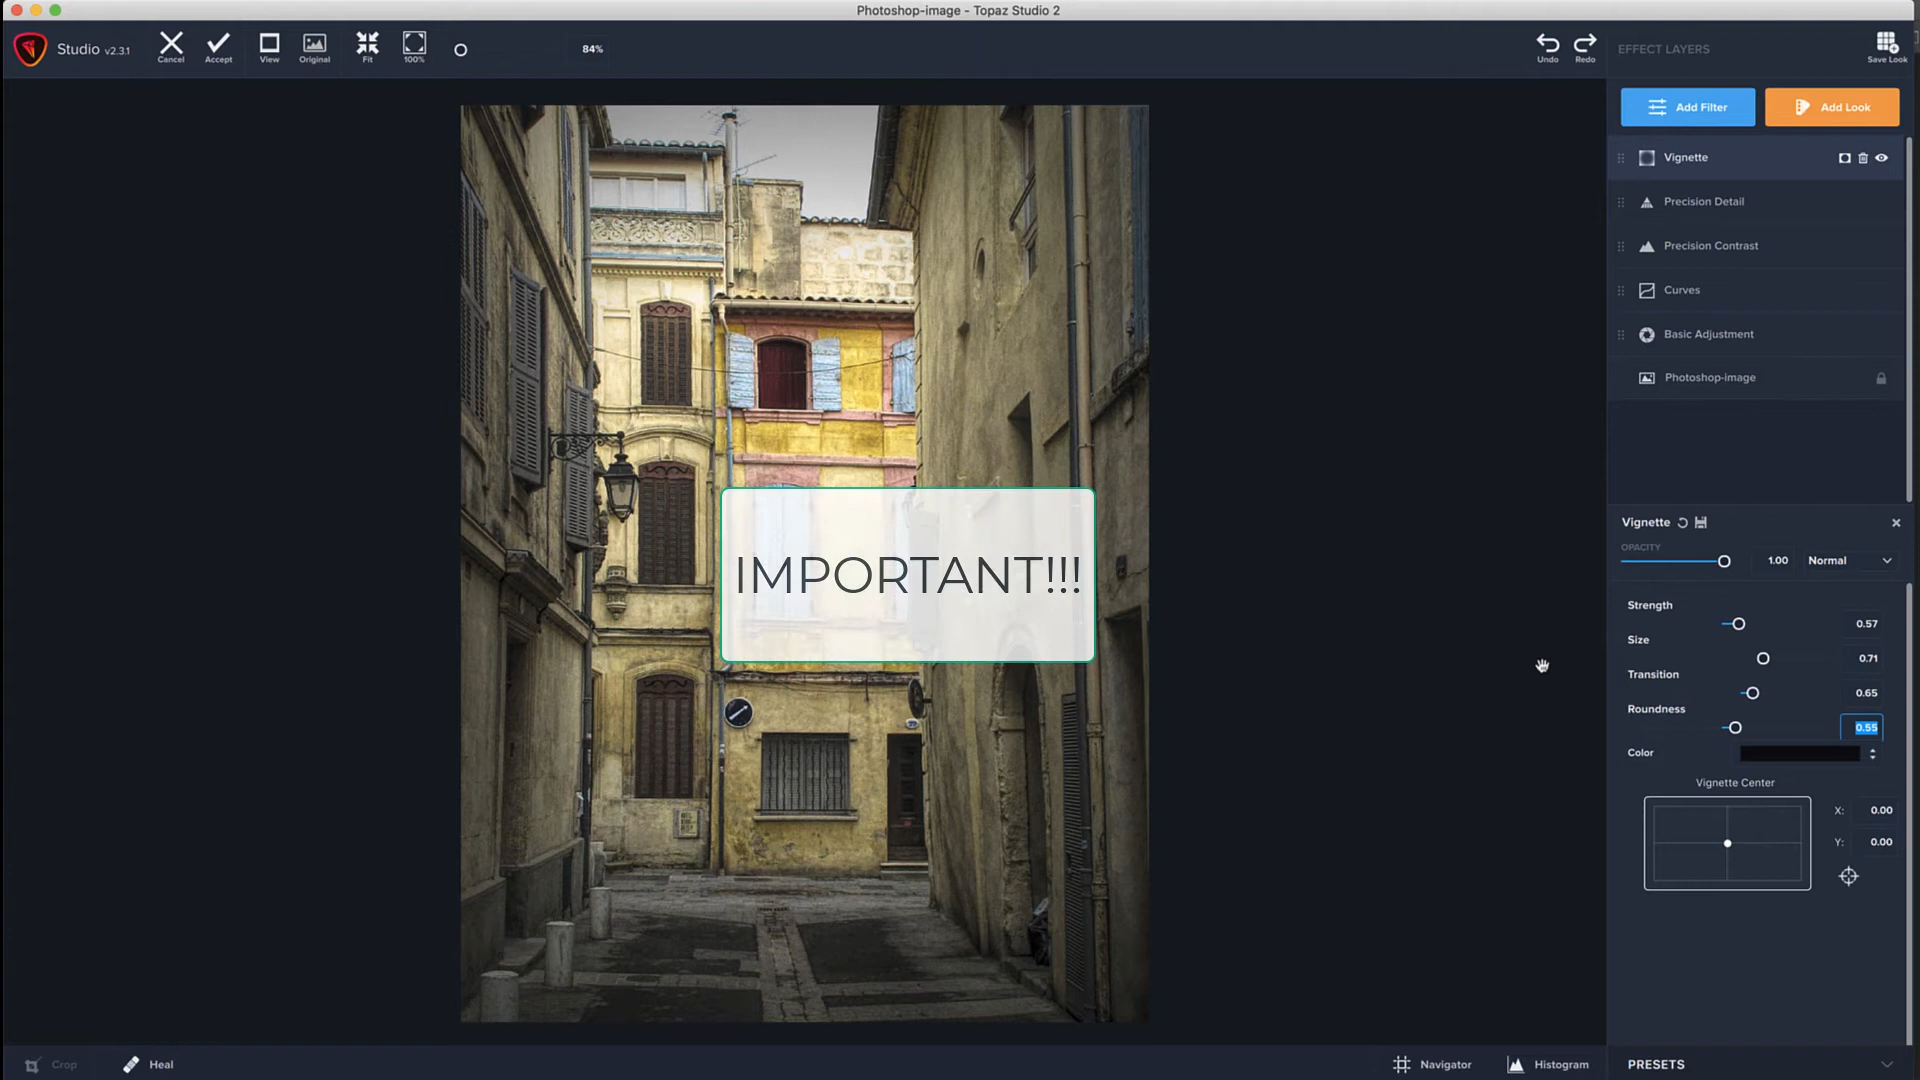 Photoshop-image - Topaz Studio 2
Studio v2.3.1
Cancel
Accept
View
Original
Fit
100%
84%
Undo
Redo
EFFECT LAYERS
Save Look
Add Filter
Add Look
Vignette
Precision Detail
Precision Contrast
Curves
Basic Adjustment
Photoshop-image
IMPORTANT!!!
Vignette
OPACITY
1.00
Normal
Strength
0.57
Size
0.71
Transition
0.65
Roundness
0.55
Color
Vignette Center
X: 0.00
Y: 0.00
Crop
Heal
Navigator
Histogram
PRESETS